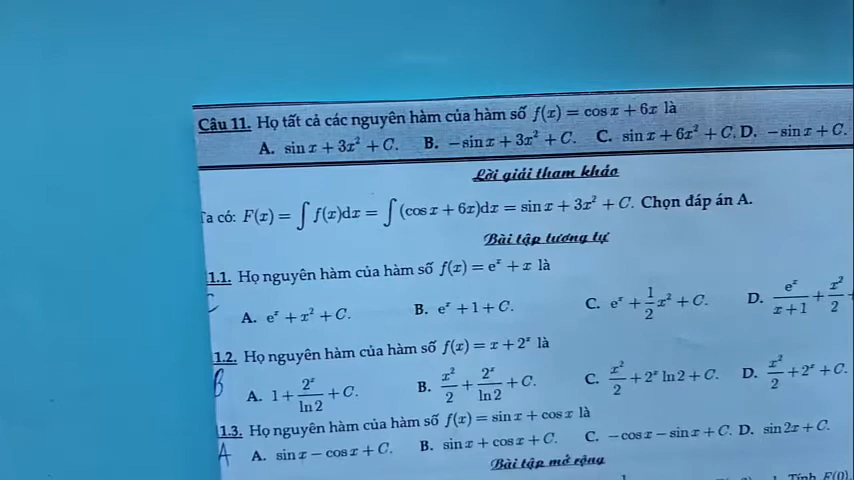 Câu 11. Họ tất cả các nguyên hàm của hàm số f(x) = cos x + 6x là
A. sin x + 3x² + C. B. −sin x + 3x² + C. C. sin x + 6x² + C. D. −sin x + C.
Lời giải tham khảo
Ta có: F(x) = ∫ f(x)dx = ∫ (cos x + 6x)dx = sin x + 3x² + C. Chọn đáp án A.
Bài tập tương tự
1.1. Họ nguyên hàm của hàm số f(x) = eˣ + x là
C
A. eˣ + x² + C. B. eˣ + 1 + C. C. eˣ + 1/2 x² + C. D. eˣ/(x + 1) + x²/2 +
1.2. Họ nguyên hàm của hàm số f(x) = x + 2ˣ là
B
A. 1 + 2ˣ/ln 2 + C. B. x²/2 + 2ˣ/ln 2 + C. C. x²/2 + 2ˣ ln 2 + C. D. x²/2 + 2ˣ + C.
1.3. Họ nguyên hàm của hàm số f(x) = sin x + cos x là
A
A. sin x − cos x + C. B. sin x + cos x + C. C. −cos x − sin x + C. D. sin 2x + C.
Bài tập mở rộng
Tính F(0)